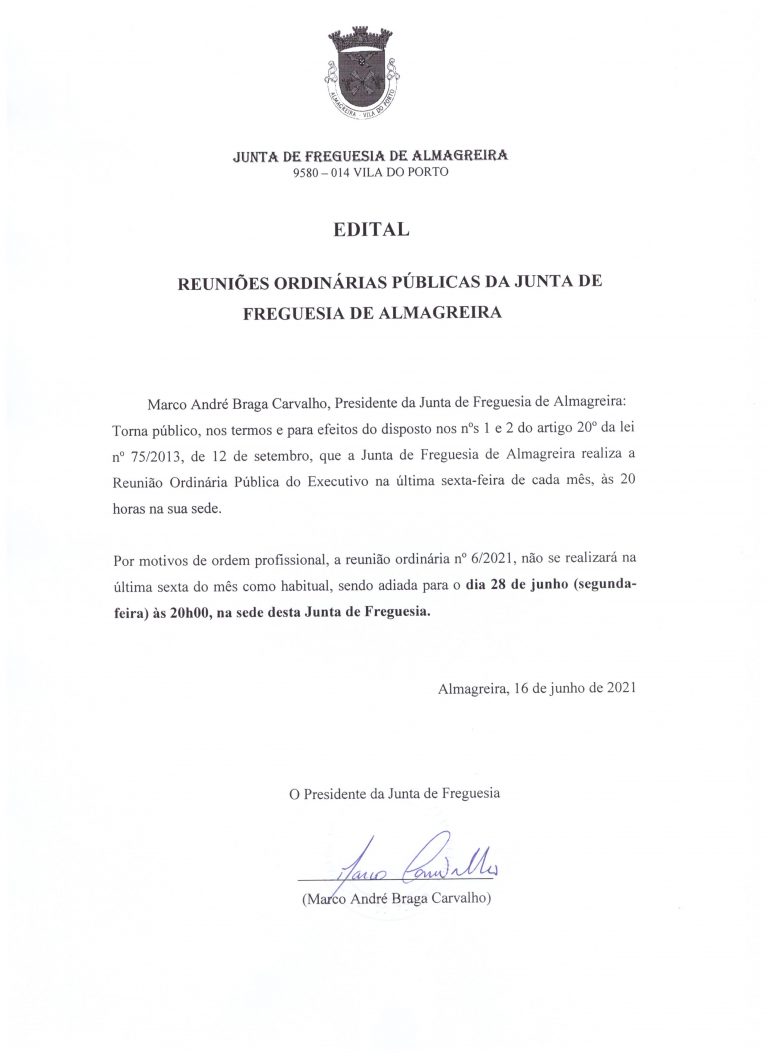 ALMAGREIRA - VILA DO PORTO
JUNTA DE FREGUESIA DE ALMAGREIRA
9580 – 014 VILA DO PORTO
EDITAL
REUNIÕES ORDINÁRIAS PÚBLICAS DA JUNTA DE
FREGUESIA DE ALMAGREIRA
Marco André Braga Carvalho, Presidente da Junta de Freguesia de Almagreira:
Torna público, nos termos e para efeitos do disposto nos nºs 1 e 2 do artigo 20º da lei
nº 75/2013, de 12 de setembro, que a Junta de Freguesia de Almagreira realiza a
Reunião Ordinária Pública do Executivo na última sexta-feira de cada mês, às 20
horas na sua sede.
Por motivos de ordem profissional, a reunião ordinária nº 6/2021, não se realizará na
última sexta do mês como habitual, sendo adiada para o dia 28 de junho (segunda-
feira) às 20h00, na sede desta Junta de Freguesia.
Almagreira, 16 de junho de 2021
O Presidente da Junta de Freguesia
Marco Carvalho
(Marco André Braga Carvalho)